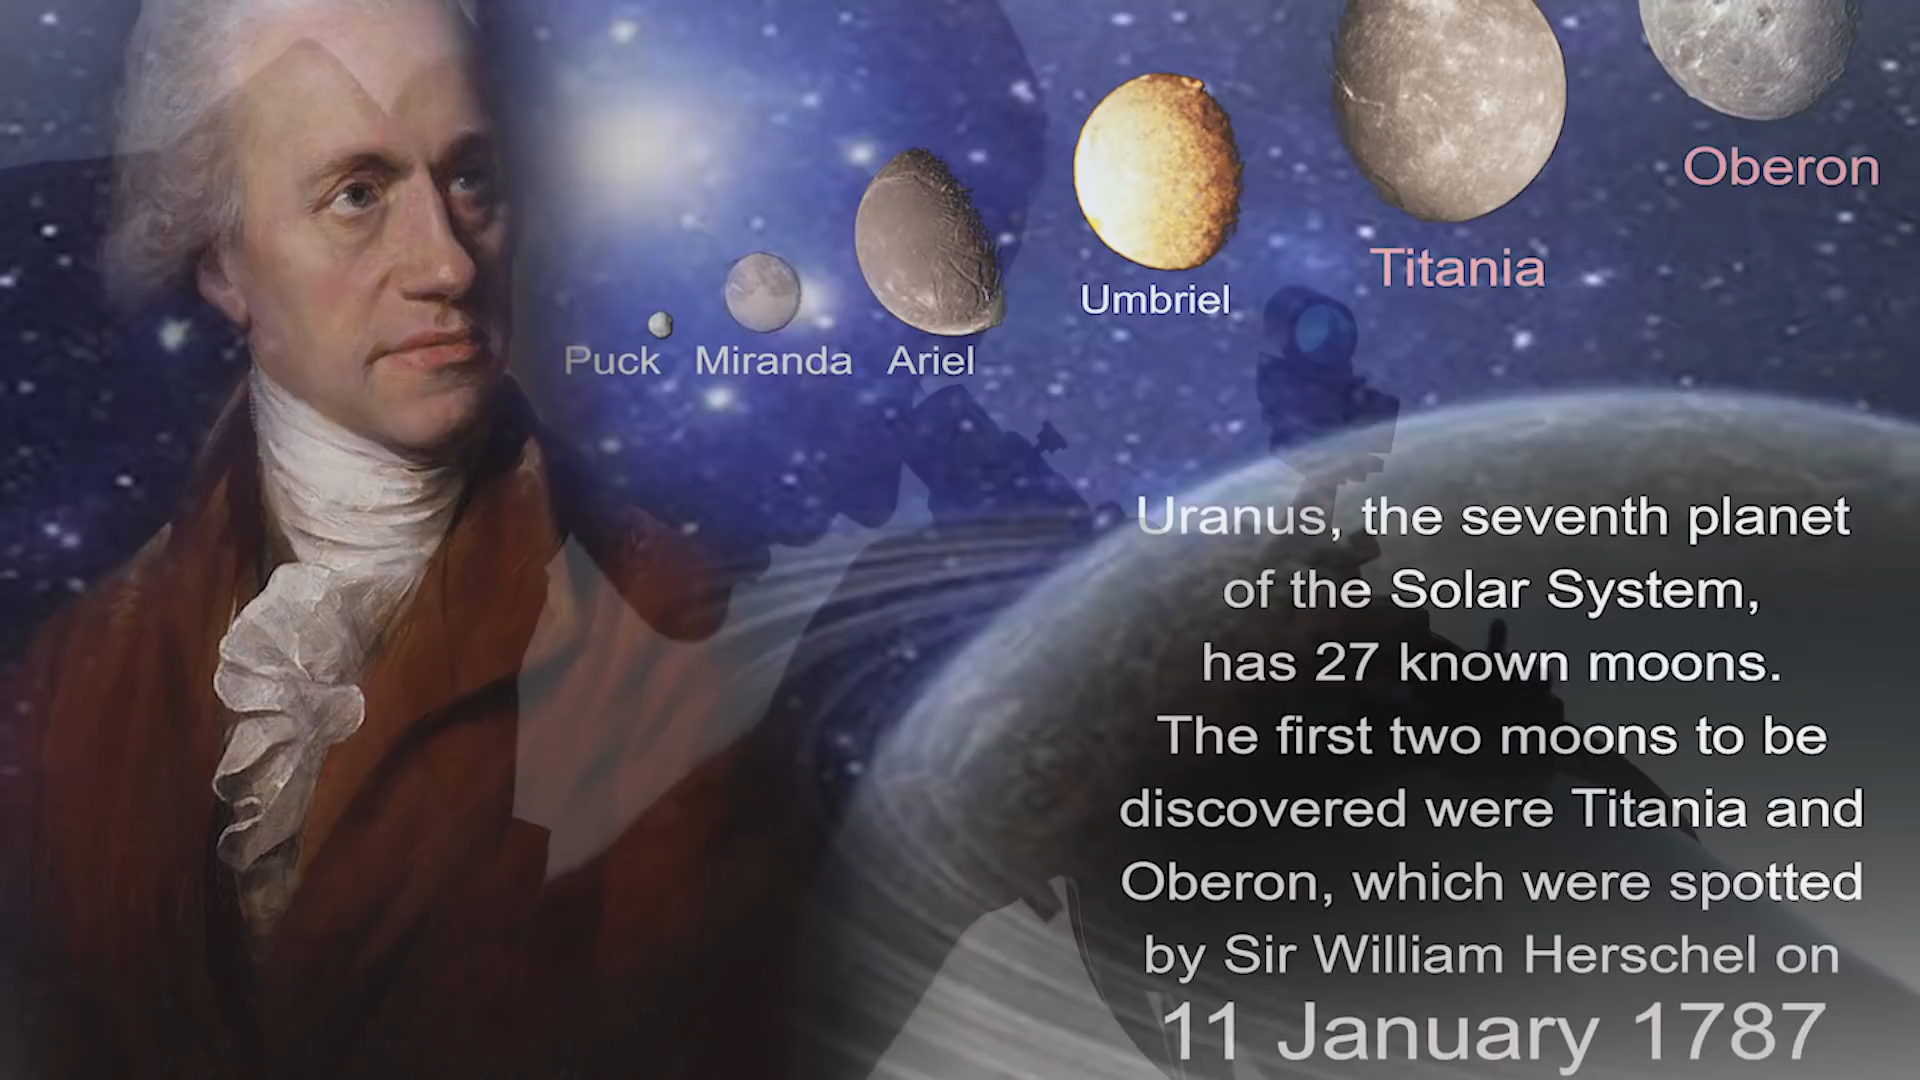 Oberon
Titania
Umbriel
Puck Miranda Ariel
Uranus, the seventh planet
of the Solar System,
has 27 known moons.
The first two moons to be
discovered were Titania and
Oberon, which were spotted
by Sir William Herschel on
11 January 1787